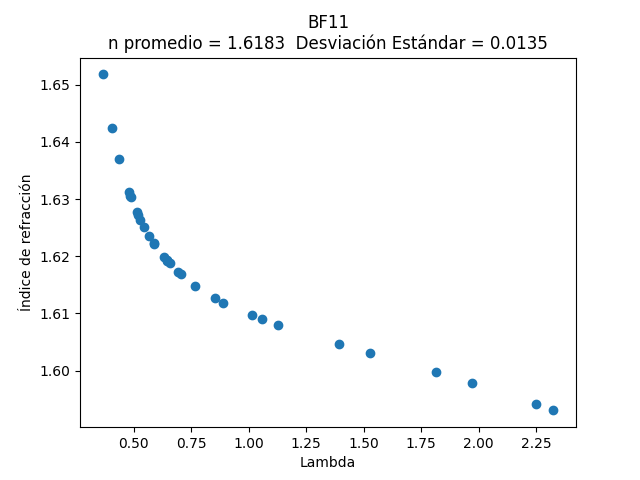 BF11
n promedio = 1.6183 Desviación Estándar = 0.0135
1.65
1.64
1.63
1.62
1.61
1.60
Índice de refracción
0.50 0.75 1.00 1.25 1.50 1.75 2.00 2.25
Lambda